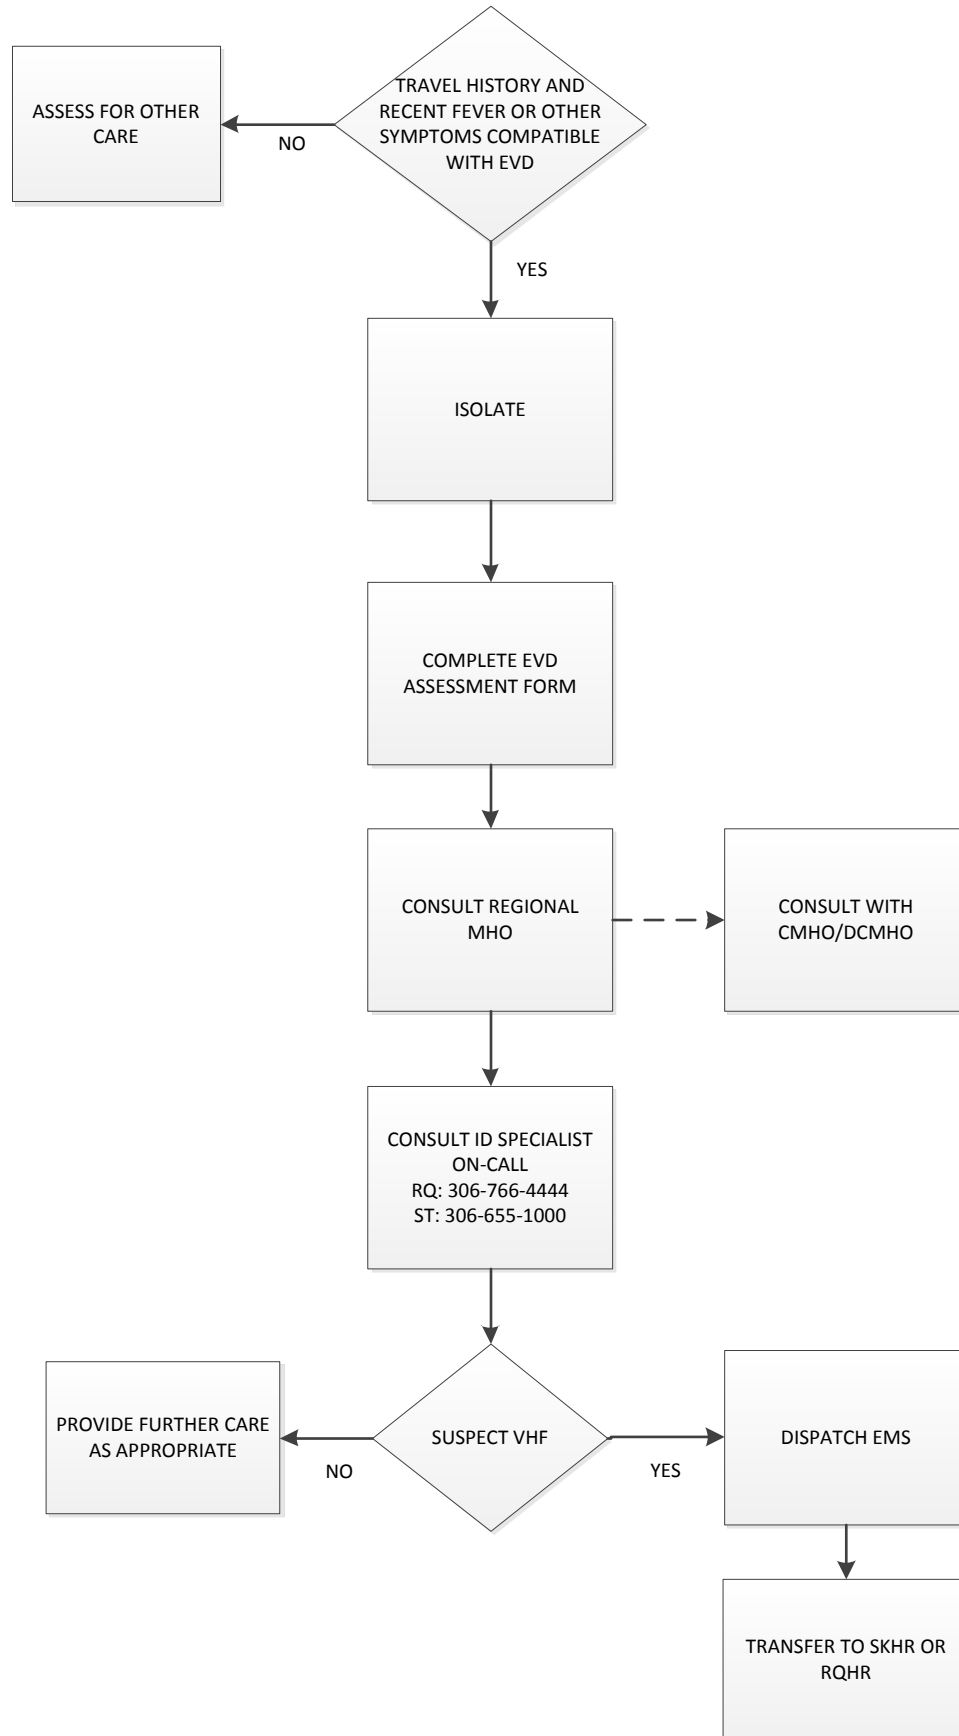 TRAVEL HISTORY AND
RECENT FEVER OR OTHER
SYMPTOMS COMPATIBLE
WITH EVD
ASSESS FOR OTHER
CARE
NO
YES
ISOLATE
COMPLETE EVD
ASSESSMENT FORM
CONSULT REGIONAL
MHO
CONSULT WITH
CMHO/DCMHO
CONSULT ID SPECIALIST
ON-CALL
RQ: 306-766-4444
ST: 306-655-1000
SUSPECT VHF
PROVIDE FURTHER CARE
AS APPROPRIATE
NO
YES
DISPATCH EMS
TRANSFER TO SKHR OR
RQHR